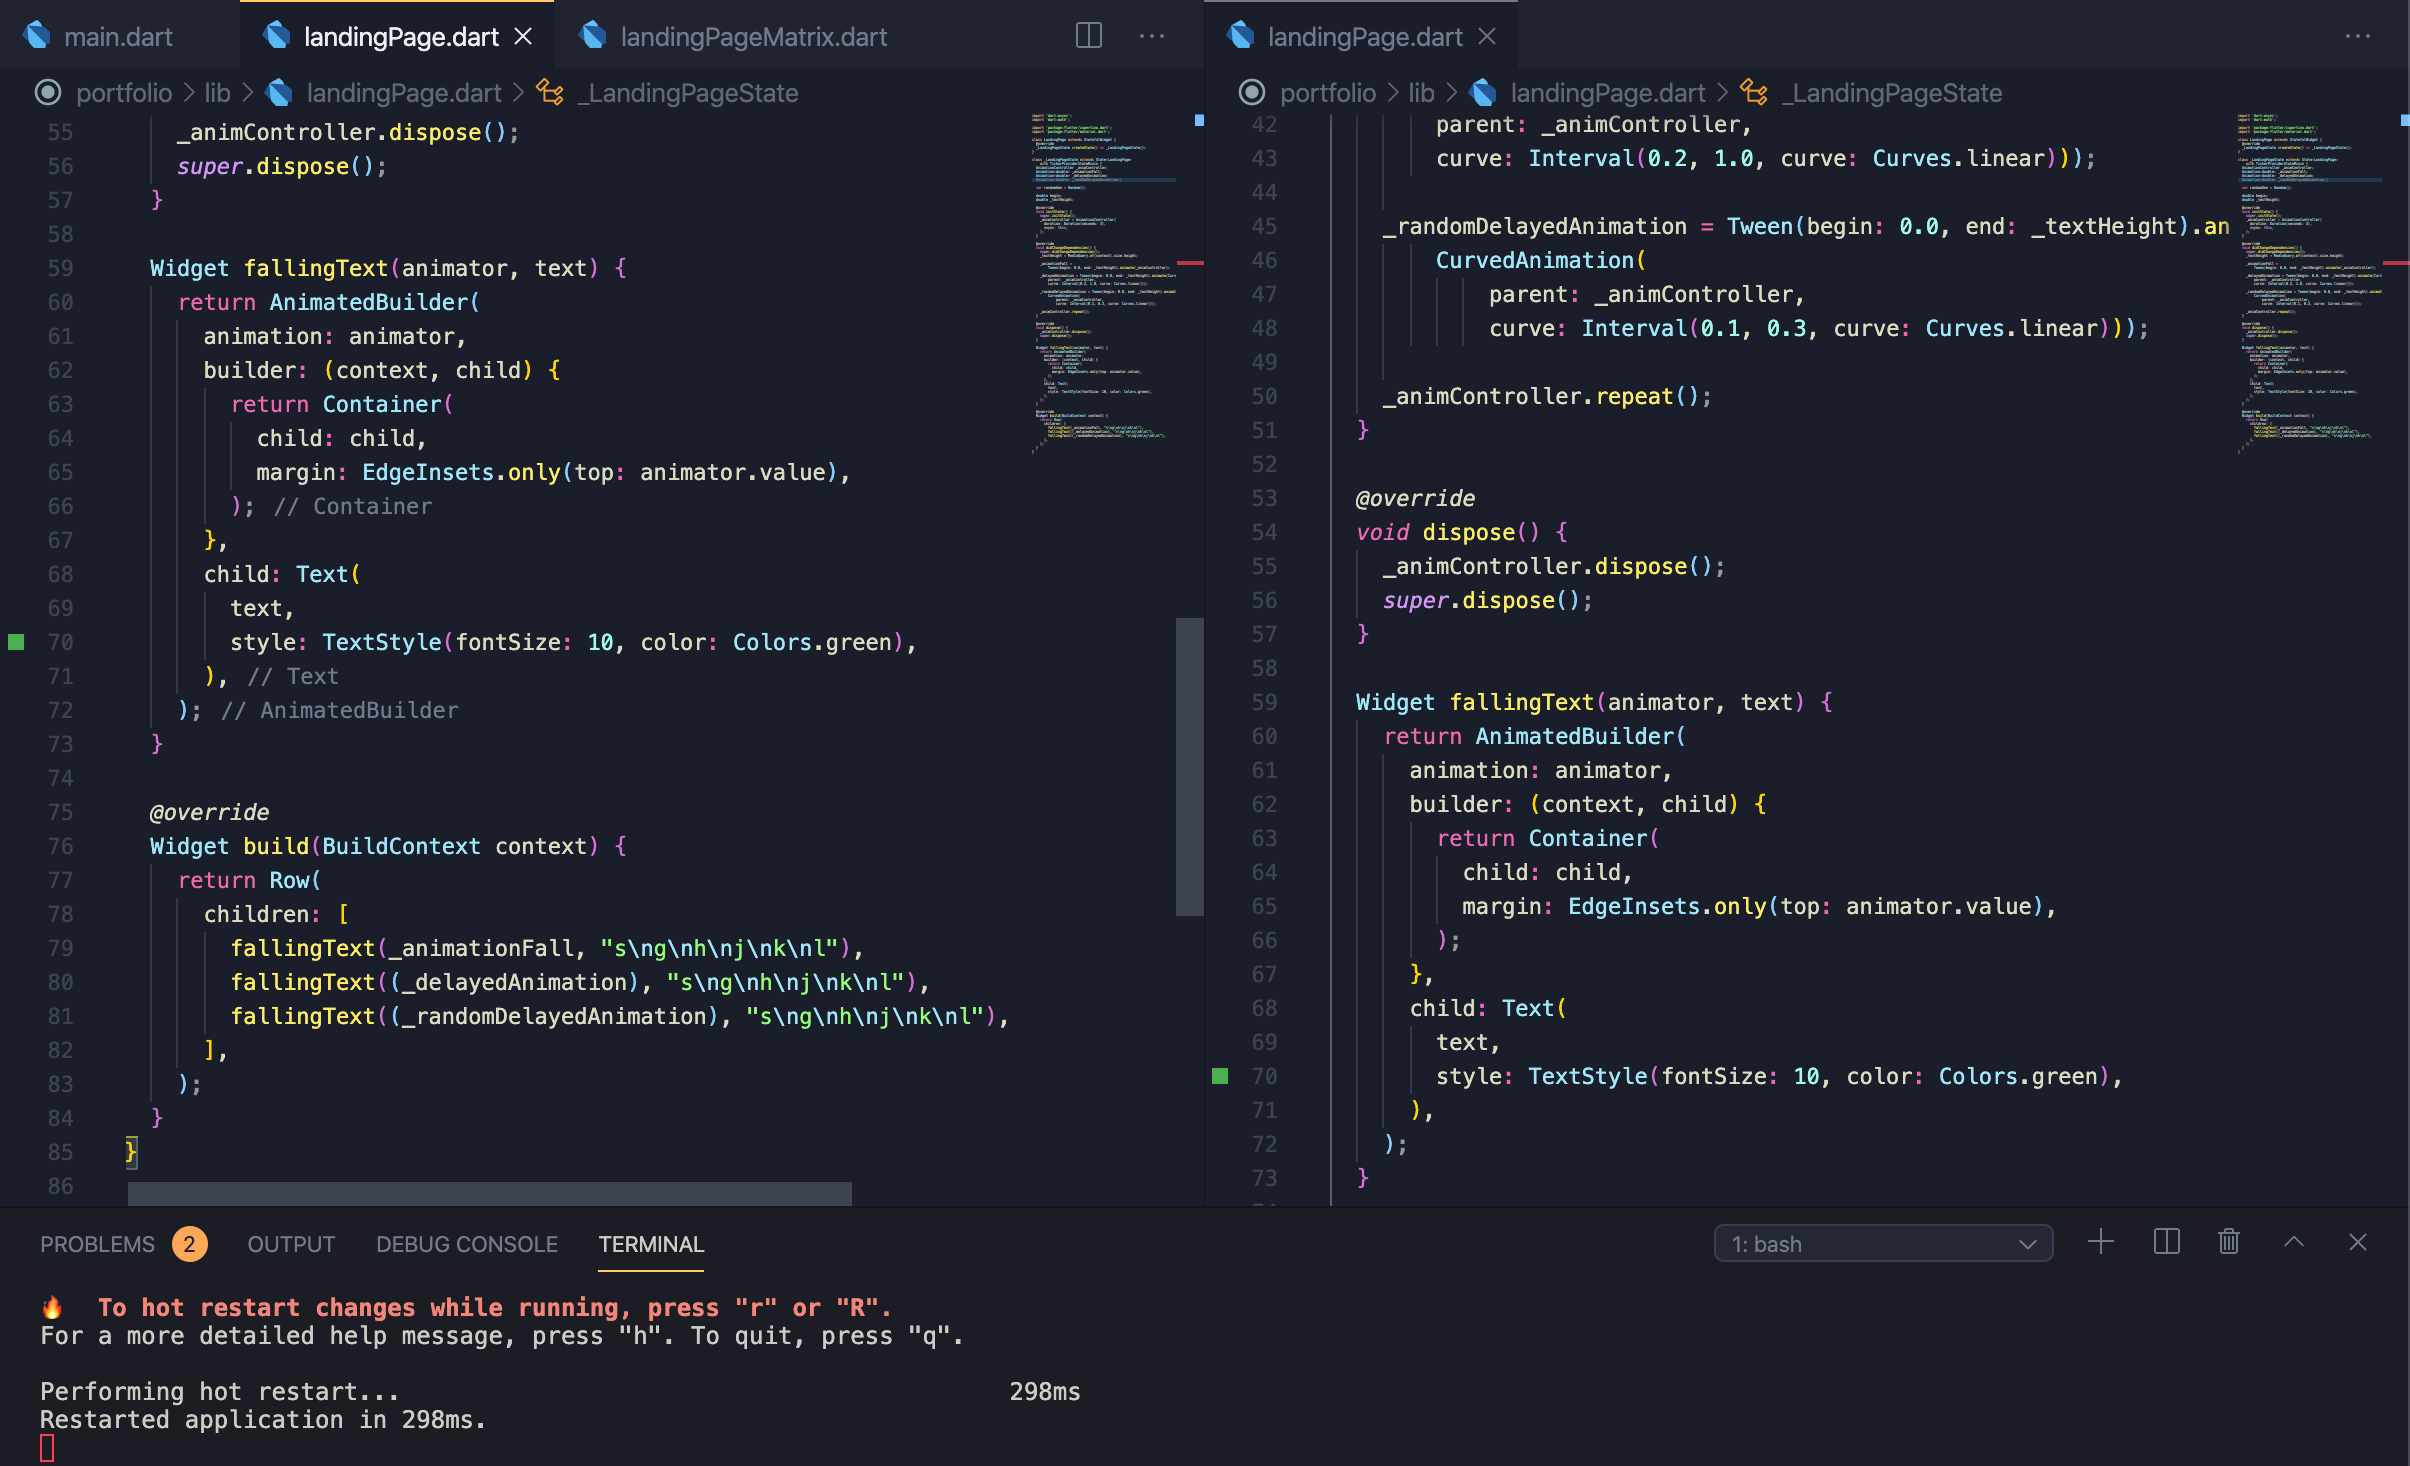 main.dart
landingPage.dart
landingPageMatrix.dart
portfolio > lib > landingPage.dart > _LandingPageState
55 _animController.dispose();
56 super.dispose();
57 }
58
59 Widget fallingText(animator, text) {
60 return AnimatedBuilder(
61 animation: animator,
62 builder: (context, child) {
63 return Container(
64 child: child,
65 margin: EdgeInsets.only(top: animator.value),
66 ); // Container
67 },
68 child: Text(
69 text,
70 style: TextStyle(fontSize: 10, color: Colors.green),
71 ), // Text
72 ); // AnimatedBuilder
73 }
74
75 @override
76 Widget build(BuildContext context) {
77 return Row(
78 children: [
79 fallingText(_animationFall, "s\ng\nh\nj\nk\nl"),
80 fallingText((_delayedAnimation), "s\ng\nh\nj\nk\nl"),
81 fallingText((_randomDelayedAnimation), "s\ng\nh\nj\nk\nl"),
82 ],
83 );
84 }
85 }
86
landingPage.dart
portfolio > lib > landingPage.dart > _LandingPageState
42 parent: _animController,
43 curve: Interval(0.2, 1.0, curve: Curves.linear)));
44
45 _randomDelayedAnimation = Tween(begin: 0.0, end: _textHeight).an
46 CurvedAnimation(
47 parent: _animController,
48 curve: Interval(0.1, 0.3, curve: Curves.linear)));
49
50 _animController.repeat();
51 }
52
53 @override
54 void dispose() {
55 _animController.dispose();
56 super.dispose();
57 }
58
59 Widget fallingText(animator, text) {
60 return AnimatedBuilder(
61 animation: animator,
62 builder: (context, child) {
63 return Container(
64 child: child,
65 margin: EdgeInsets.only(top: animator.value),
66 );
67 },
68 child: Text(
69 text,
70 style: TextStyle(fontSize: 10, color: Colors.green),
71 ),
72 );
73 }
PROBLEMS 2 OUTPUT DEBUG CONSOLE TERMINAL
1: bash
🔥 To hot restart changes while running, press "r" or "R".
For a more detailed help message, press "h". To quit, press "q".
Performing hot restart... 298ms
Restarted application in 298ms.